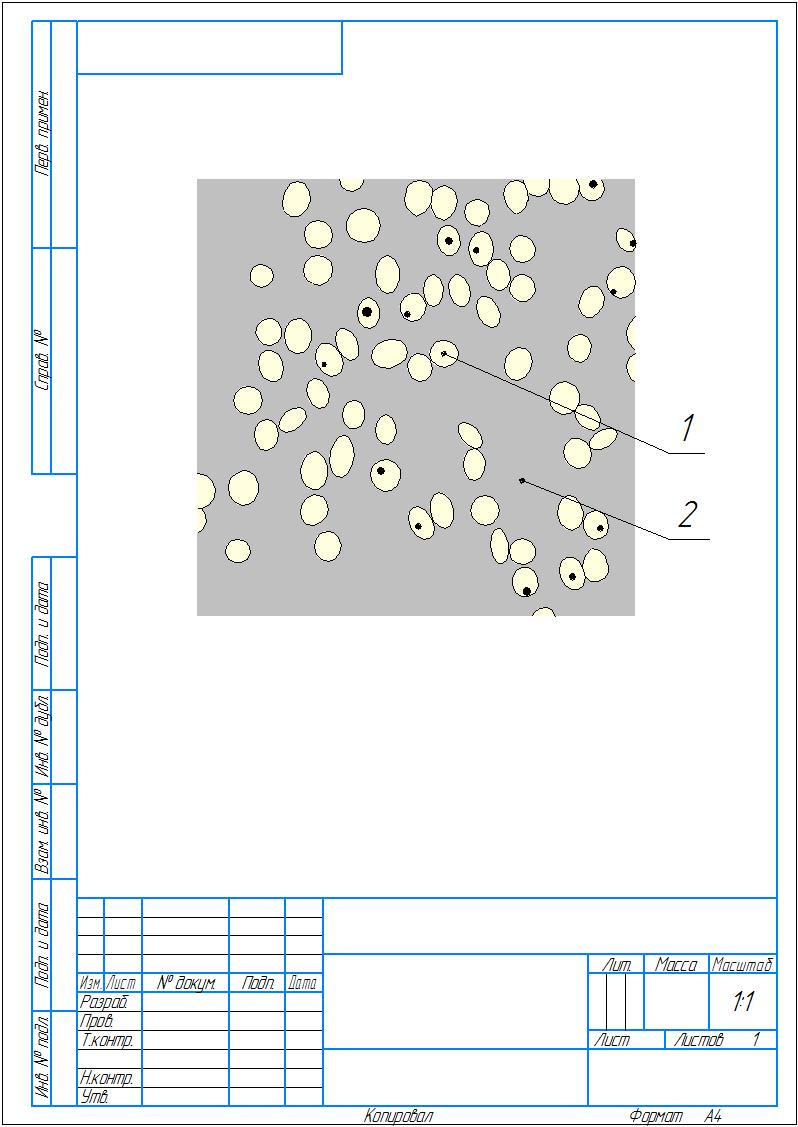 Перв. примен.
Справ. №
Подп. и дата
Инв. № дубл.
Взам. инв. №
Подп. и дата
Инв. № подл.
1
2
Изм. Лист № докум. Подп. Дата
Разраб.
Пров.
Т.контр.
Н.контр.
Утв.
Лит. Масса Масштаб
1:1
Лист Листов 1
Копировал Формат A4